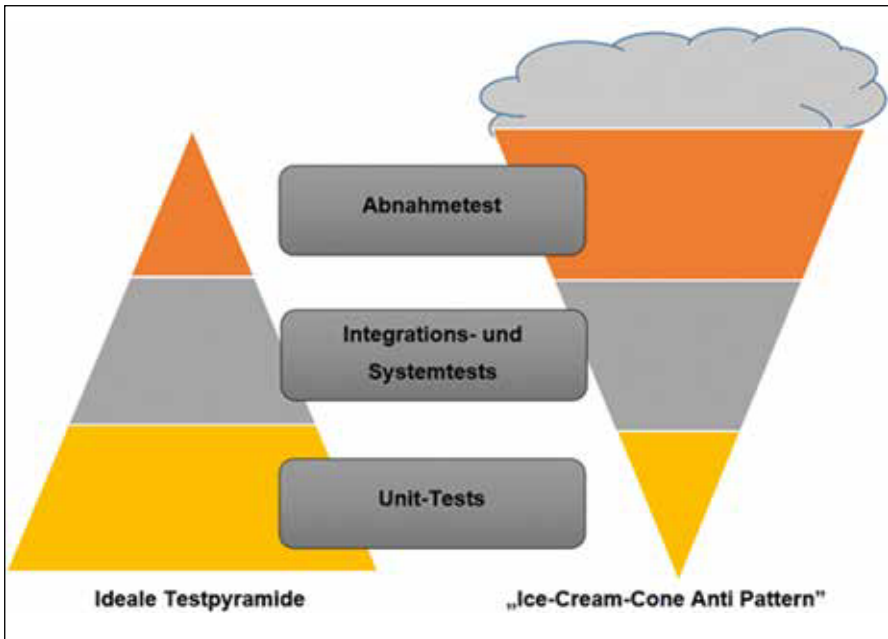 Abnahmetest
Integrations- und
Systemtests
Unit-Tests
Ideale Testpyramide
„Ice-Cream-Cone Anti Pattern”